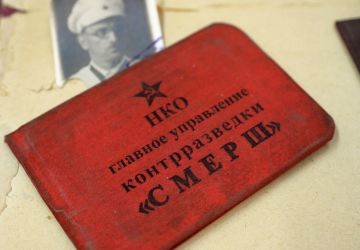 НКО
главное управление
контрразведки
«СМЕРШ»